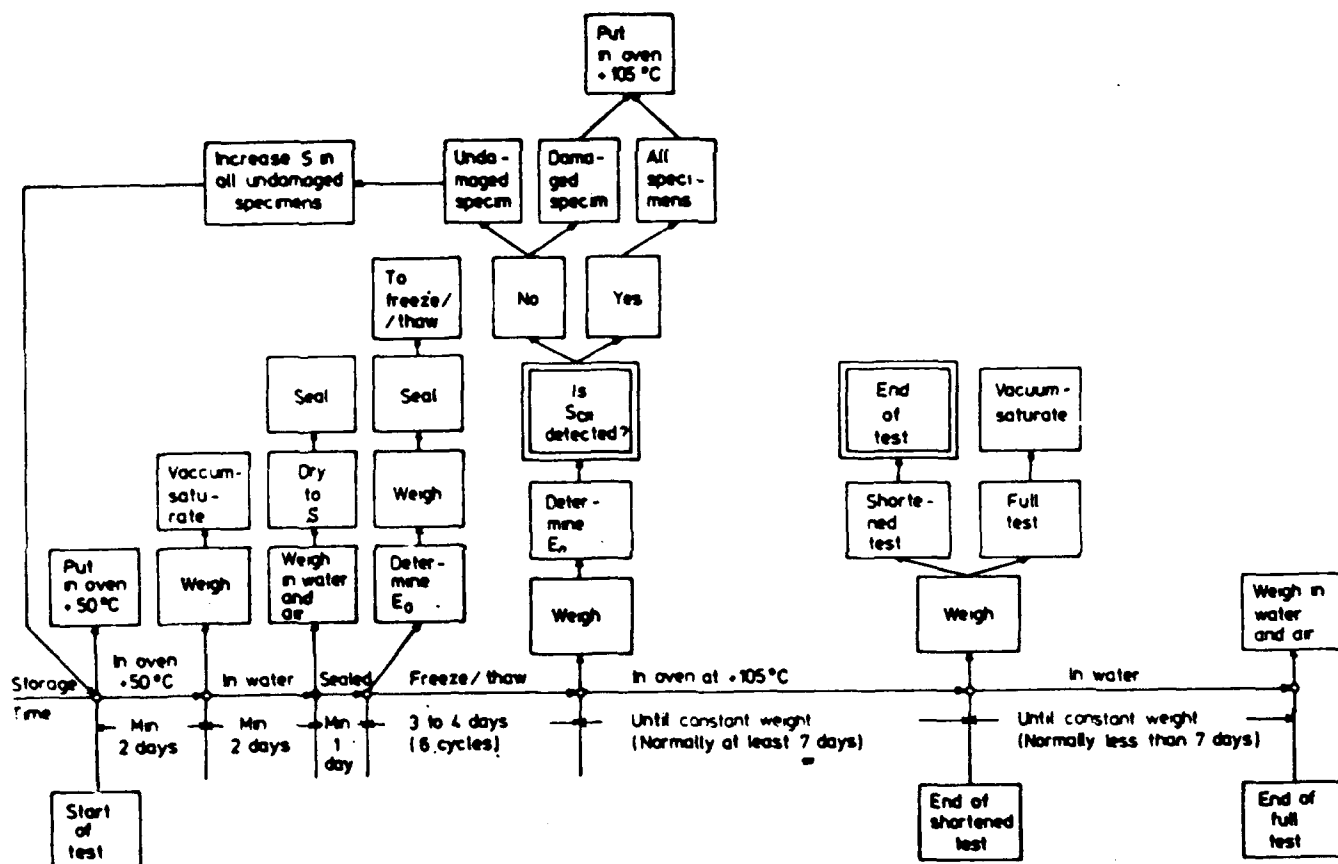 Put
in oven
+105 °C
Increase S in
all undamaged
specimens
Unda-
maged
specim
Dama-
ged
specim
All
speci-
mens
To
freeze/
/thaw
No
Yes
Seal
Seal
Is
SCR
detected?
End
of
test
Vacuum-
saturate
Vaccum-
satu-
rate
Dry
to
S
Weigh
Deter-
mine
En
Shorte-
ned
test
Full
test
Put
in oven
+50°C
Weigh
Weigh
in water
and
air
Deter-
mine
E0
Weigh
Weigh
Weigh in
water
and air
Storage
In oven
+50°C
In water
Sealed
Freeze/thaw
In oven at +105°C
In water
Time
Min
2 days
Min
2 days
Min
1
day
3 to 4 days
(6 cycles)
Until constant weight
(Normally at least 7 days)
Until constant weight
(Normally less than 7 days)
Start
of
test
End of
shortened
test
End of
full
test